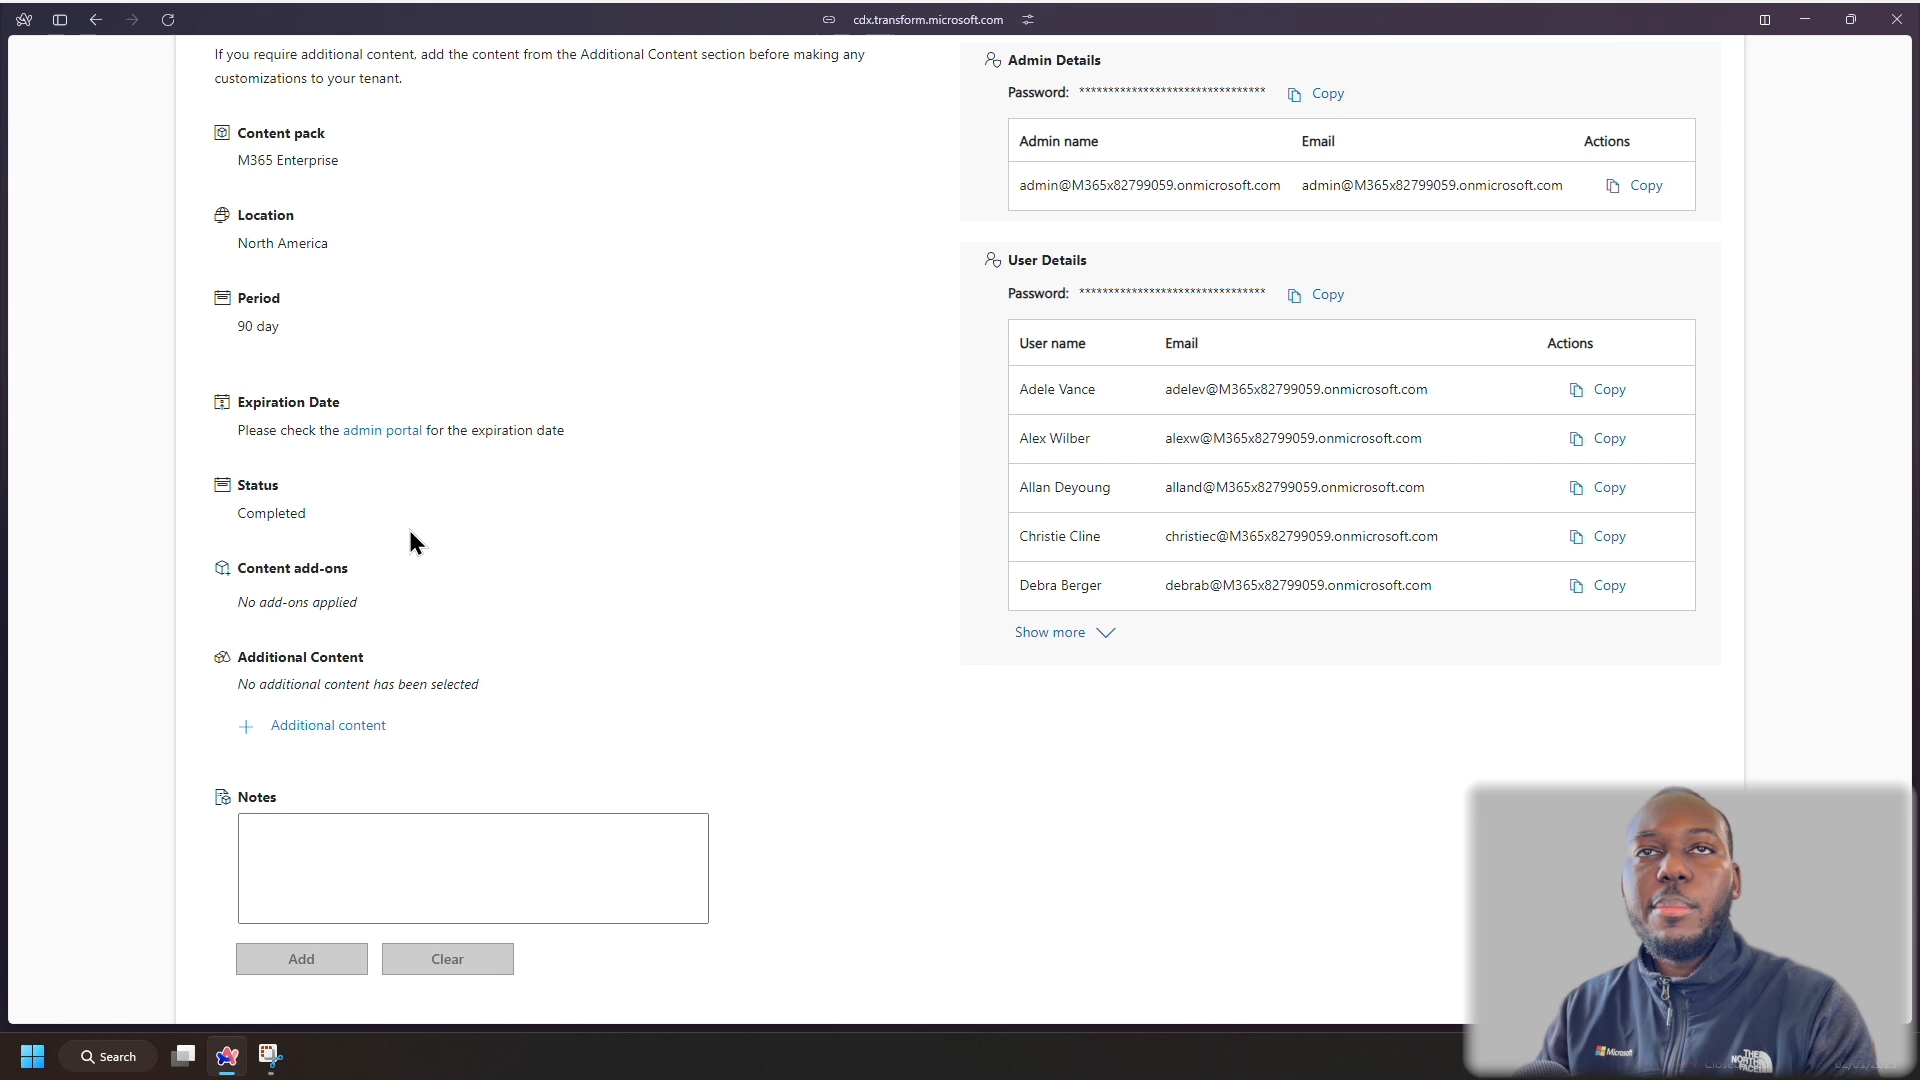 cdx.transform.microsoft.com
If you require additional content, add the content from the Additional Content section before making any
customizations to your tenant.
Content pack
M365 Enterprise
Location
North America
Period
90 day
Expiration Date
Please check the admin portal for the expiration date
Status
Completed
Content add-ons
No add-ons applied
Additional Content
No additional content has been selected
Additional content
Notes
Add Clear
Admin Details
Password: ******************************** Copy
Admin name Email Actions
admin@M365x82799059.onmicrosoft.com admin@M365x82799059.onmicrosoft.com Copy
User Details
Password: ******************************** Copy
User name Email Actions
Adele Vance adelev@M365x82799059.onmicrosoft.com Copy
Alex Wilber alexw@M365x82799059.onmicrosoft.com Copy
Allan Deyoung alland@M365x82799059.onmicrosoft.com Copy
Christie Cline christiec@M365x82799059.onmicrosoft.com Copy
Debra Berger debrab@M365x82799059.onmicrosoft.com Copy
Show more
Search
Microsoft
THE
NORTH
FACE